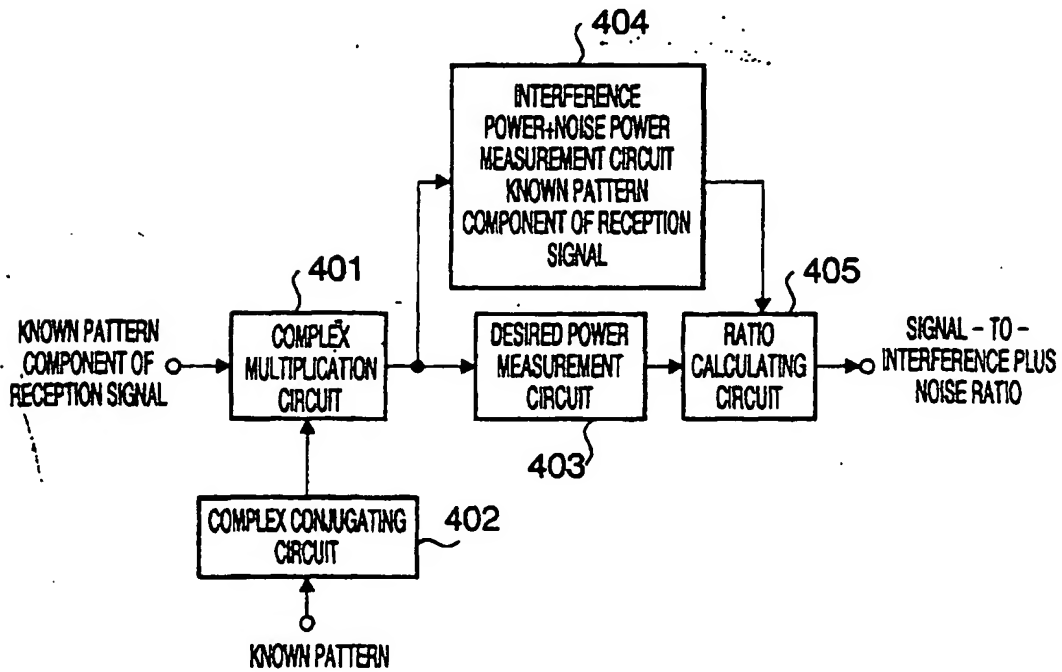 404
INTERFERENCE
POWER+NOISE POWER
MEASUREMENT CIRCUIT
KNOWN PATTERN
COMPONENT OF RECEPTION
SIGNAL
401
405
KNOWN PATTERN
COMPONENT OF
RECEPTION SIGNAL
COMPLEX
MULTIPLICATION
CIRCUIT
DESIRED POWER
MEASUREMENT
CIRCUIT
RATIO
CALCULATING
CIRCUIT
SIGNAL - TO -
INTERFERENCE PLUS
NOISE RATIO
403
COMPLEX CONJUGATING
CIRCUIT
402
KNOWN PATTERN